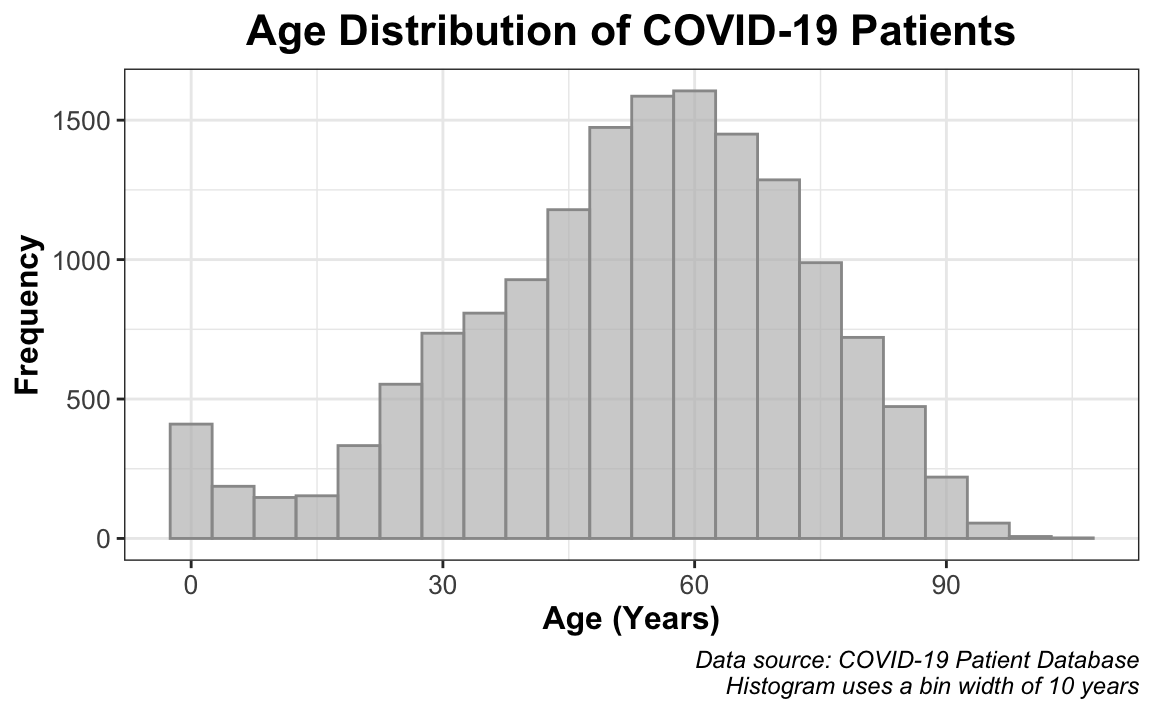 Age Distribution of COVID-19 Patients
Frequency
1500
1000
500
0
0 30 60 90
Age (Years)
Data source: COVID-19 Patient Database
Histogram uses a bin width of 10 years